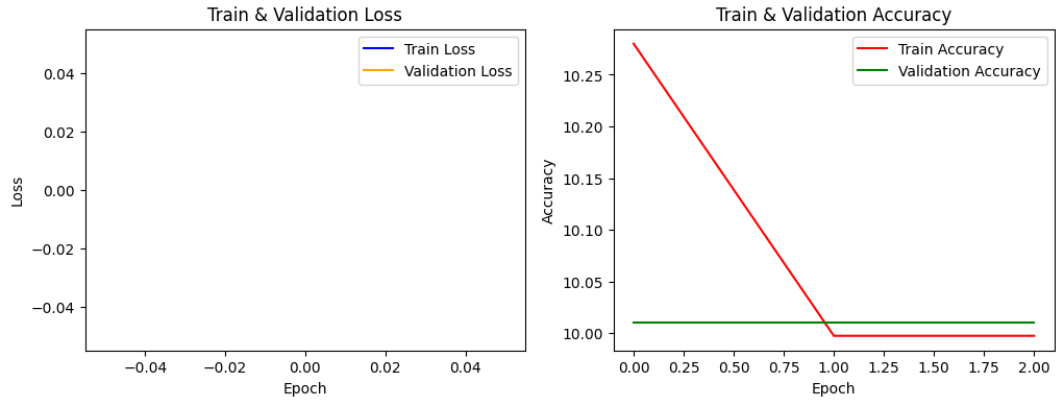 Train & Validation Loss
Train Loss
Validation Loss
0.04
0.02
0.00
−0.02
−0.04
Loss
−0.04
−0.02
0.00
0.02
0.04
Epoch
Train & Validation Accuracy
Train Accuracy
Validation Accuracy
10.25
10.20
10.15
10.10
10.05
10.00
Accuracy
0.00
0.25
0.50
0.75
1.00
1.25
1.50
1.75
2.00
Epoch